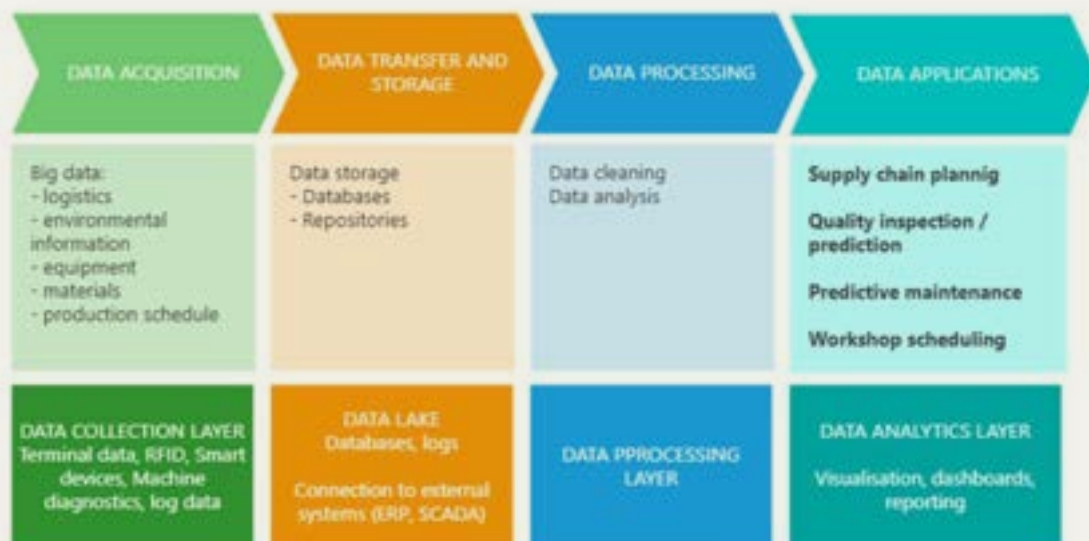 DATA ACQUISITION
DATA TRANSFER AND
STORAGE
DATA PROCESSING
DATA APPLICATIONS
Big data:
- logistics
- environmental
information
- equipment
- materials
- production schedule
Data storage
- Databases
- Repositories
Data cleaning
Data analysis
Supply chain plannig
Quality inspection /
prediction
Predictive maintenance
Workshop scheduling
DATA COLLECTION LAYER
Terminal data, RFID, Smart
devices, Machine
diagnostics, log data
DATA LAKE
Databases, logs
Connection to external
systems (ERP, SCADA)
DATA PPROCESSING
LAYER
DATA ANALYTICS LAYER
Visualisation, dashboards,
reporting